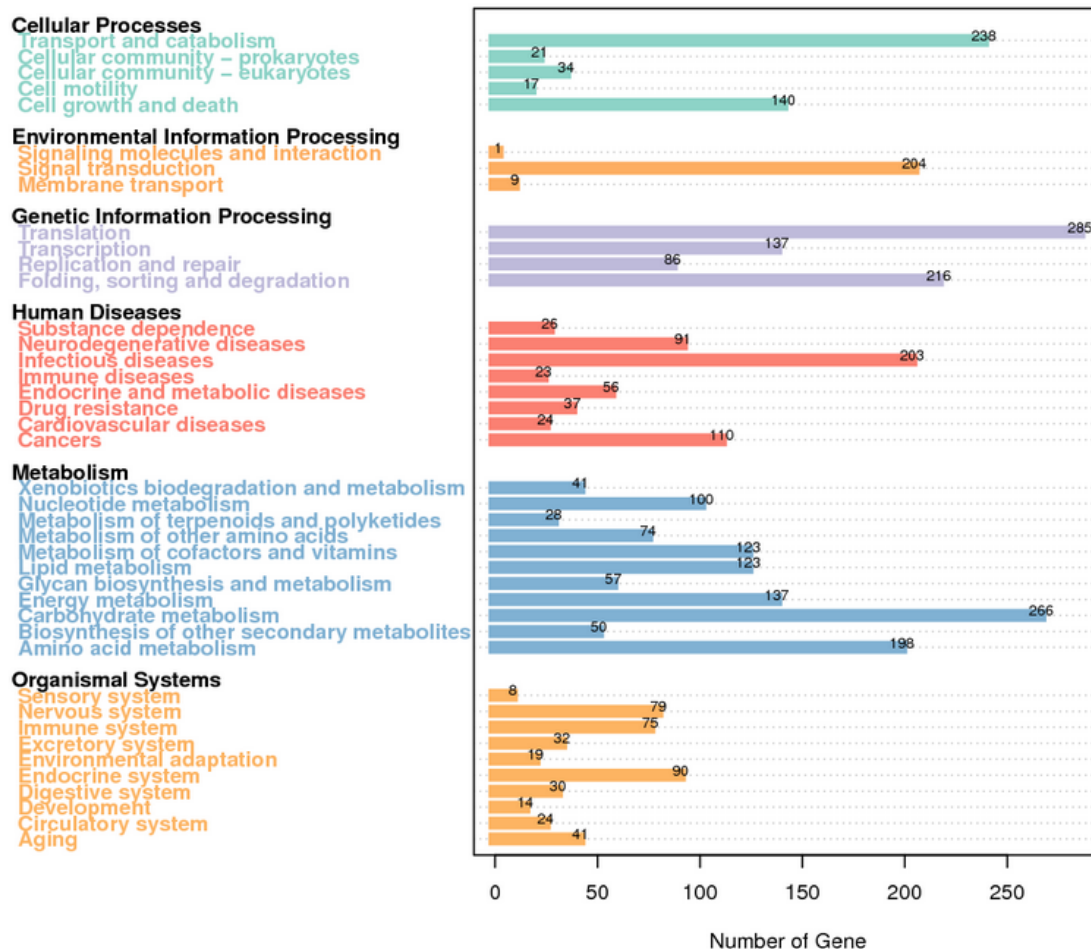 Cellular Processes
Transport and catabolism 238
Cellular community – prokaryotes 21
Cellular community – eukaryotes 34
Cell motility 17
Cell growth and death 140
Environmental Information Processing
Signaling molecules and interaction 1
Signal transduction 204
Membrane transport 9
Genetic Information Processing
Translation 285
Transcription 137
Replication and repair 86
Folding, sorting and degradation 216
Human Diseases
Substance dependence 26
Neurodegenerative diseases 91
Infectious diseases 203
Immune diseases 23
Endocrine and metabolic diseases 56
Drug resistance 37
Cardiovascular diseases 24
Cancers 110
Metabolism
Xenobiotics biodegradation and metabolism 41
Nucleotide metabolism 100
Metabolism of terpenoids and polyketides 28
Metabolism of other amino acids 74
Metabolism of cofactors and vitamins 123
Lipid metabolism 123
Glycan biosynthesis and metabolism 57
Energy metabolism 137
Carbohydrate metabolism 266
Biosynthesis of other secondary metabolites 50
Amino acid metabolism 198
Organismal Systems
Sensory system 8
Nervous system 79
Immune system 75
Excretory system 32
Environmental adaptation 19
Endocrine system 90
Digestive system 30
Development 14
Circulatory system 24
Aging 41
0 50 100 150 200 250
Number of Gene